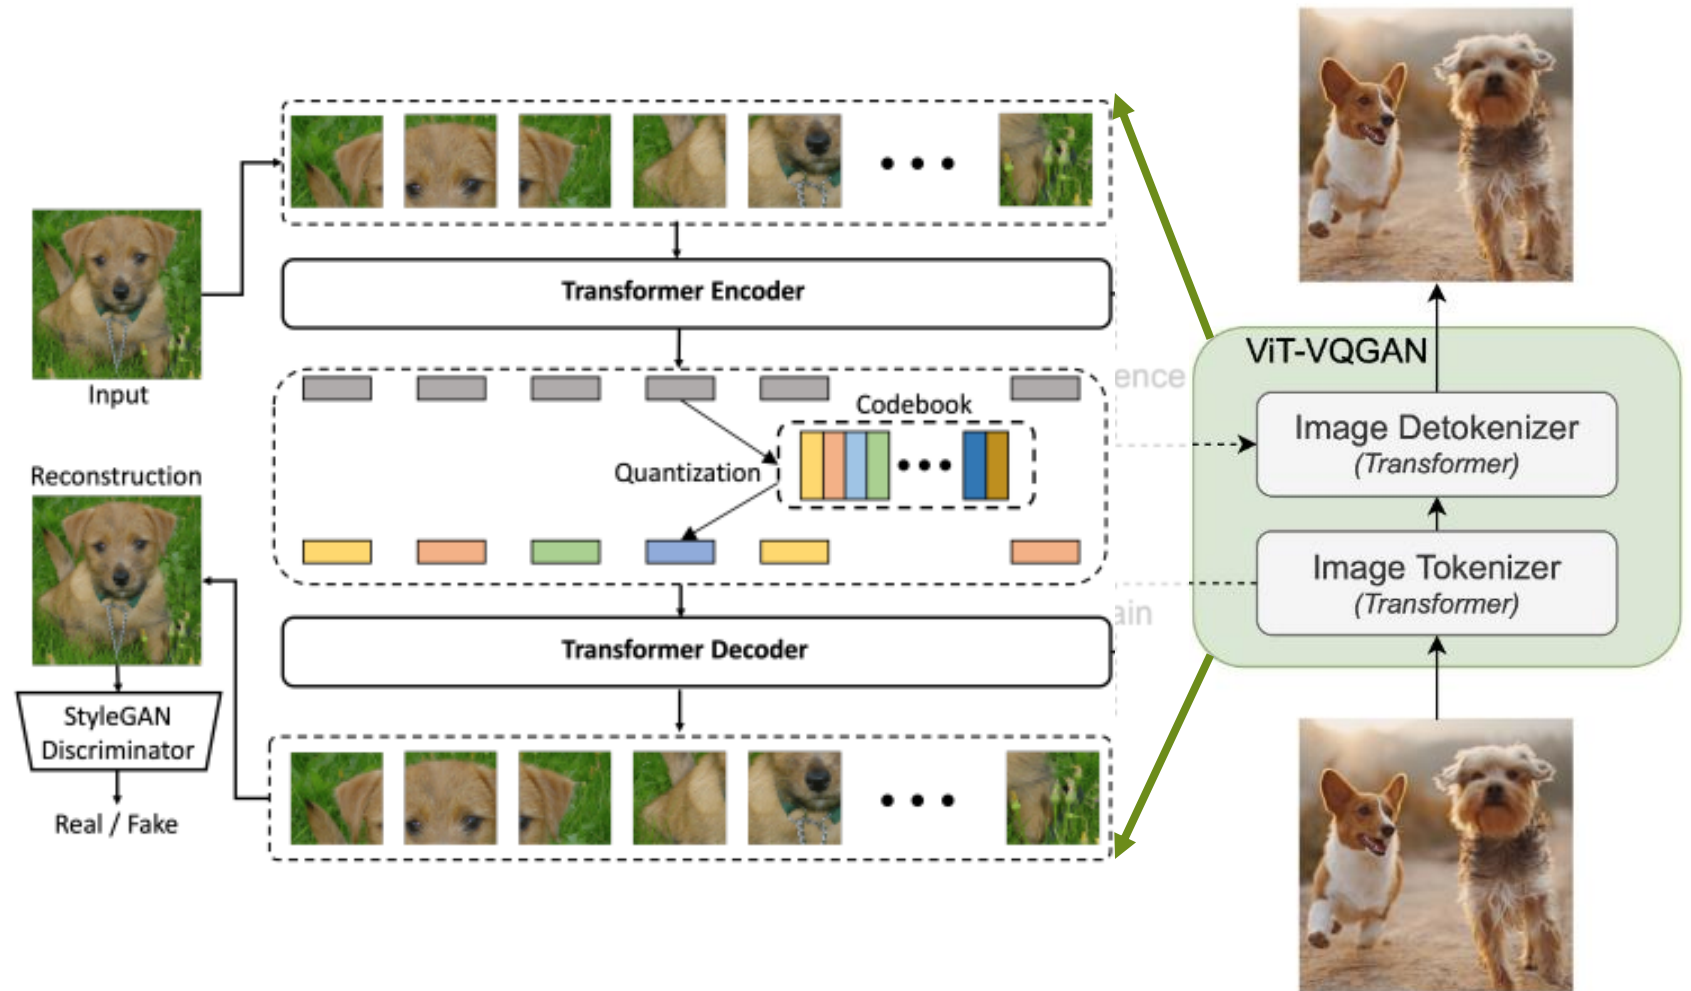 Input
Transformer Encoder
Codebook
Quantization
Reconstruction
Transformer Decoder
StyleGAN
Discriminator
Real / Fake
ence
ain
ViT-VQGAN
Image Detokenizer
(Transformer)
Image Tokenizer
(Transformer)